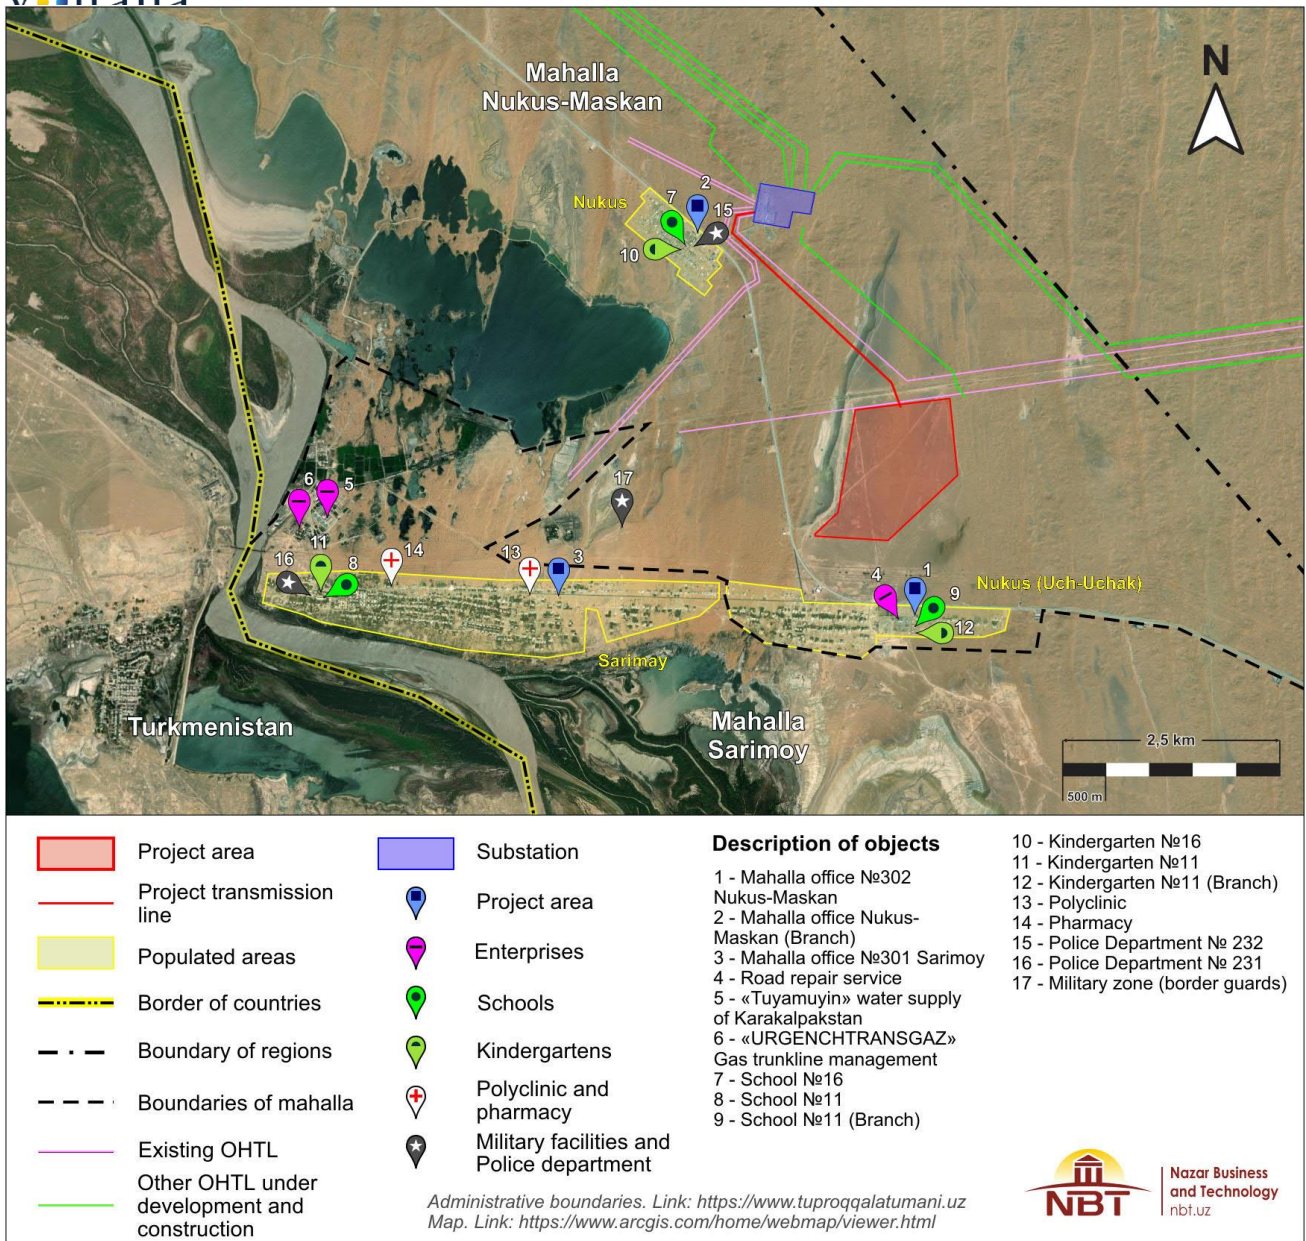 N
Mahalla
Nukus-Maskan
Nukus
7
2
15
10
17
6
5
16
11
8
14
13
3
4
1
9
12
Nukus (Uch-Uchak)
Sarimay
Turkmenistan
Mahalla
Sarimoy
2,5 km
500 m
Project area
Project transmission
line
Populated areas
Border of countries
Boundary of regions
Boundaries of mahalla
Existing OHTL
Other OHTL under
development and
construction
Substation
Project area
Enterprises
Schools
Kindergartens
Polyclinic and
pharmacy
Military facilities and
Police department
Description of objects
1 - Mahalla office №302
Nukus-Maskan
2 - Mahalla office Nukus-
Maskan (Branch)
3 - Mahalla office №301 Sarimoy
4 - Road repair service
5 - «Tuyamuyin» water supply
of Karakalpakstan
6 - «URGENCHTRANSGAZ»
Gas trunkline management
7 - School №16
8 - School №11
9 - School №11 (Branch)
10 - Kindergarten №16
11 - Kindergarten №11
12 - Kindergarten №11 (Branch)
13 - Polyclinic
14 - Pharmacy
15 - Police Department № 232
16 - Police Department № 231
17 - Military zone (border guards)
Administrative boundaries. Link: https://www.tuproqqalatumani.uz
Map. Link: https://www.arcgis.com/home/webmap/viewer.html
NBT
Nazar Business
and Technology
nbt.uz